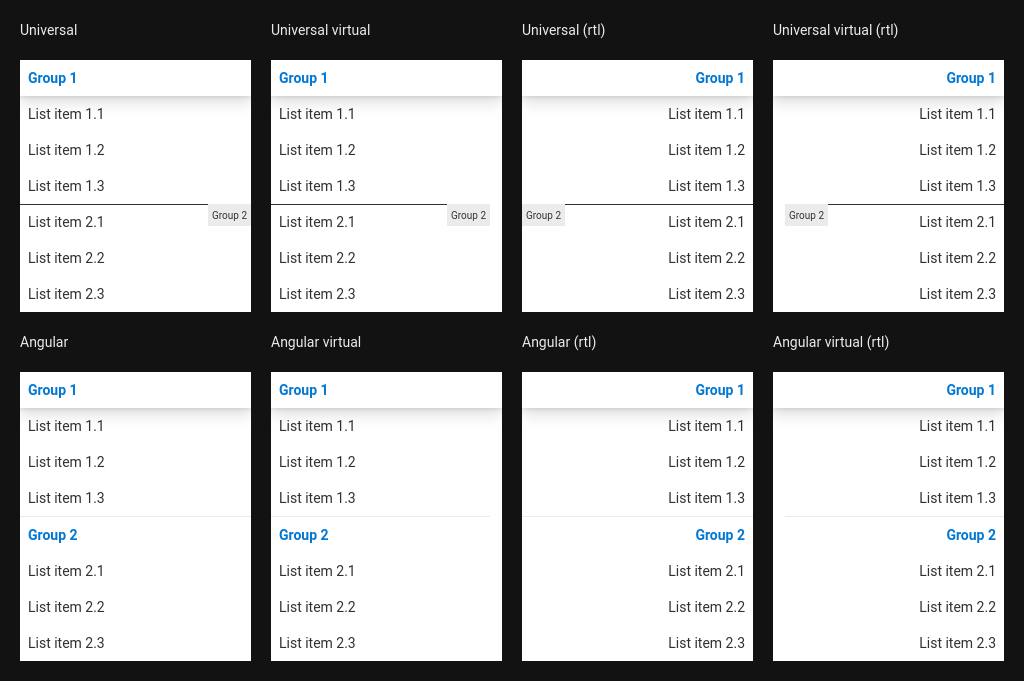 Universal
Group 1
List item 1.1
List item 1.2
List item 1.3
Group 2
List item 2.1
List item 2.2
List item 2.3
Universal virtual
Group 1
List item 1.1
List item 1.2
List item 1.3
Group 2
List item 2.1
List item 2.2
List item 2.3
Universal (rtl)
Group 1
List item 1.1
List item 1.2
List item 1.3
Group 2
List item 2.1
List item 2.2
List item 2.3
Universal virtual (rtl)
Group 1
List item 1.1
List item 1.2
List item 1.3
Group 2
List item 2.1
List item 2.2
List item 2.3
Angular
Group 1
List item 1.1
List item 1.2
List item 1.3
Group 2
List item 2.1
List item 2.2
List item 2.3
Angular virtual
Group 1
List item 1.1
List item 1.2
List item 1.3
Group 2
List item 2.1
List item 2.2
List item 2.3
Angular (rtl)
Group 1
List item 1.1
List item 1.2
List item 1.3
Group 2
List item 2.1
List item 2.2
List item 2.3
Angular virtual (rtl)
Group 1
List item 1.1
List item 1.2
List item 1.3
Group 2
List item 2.1
List item 2.2
List item 2.3